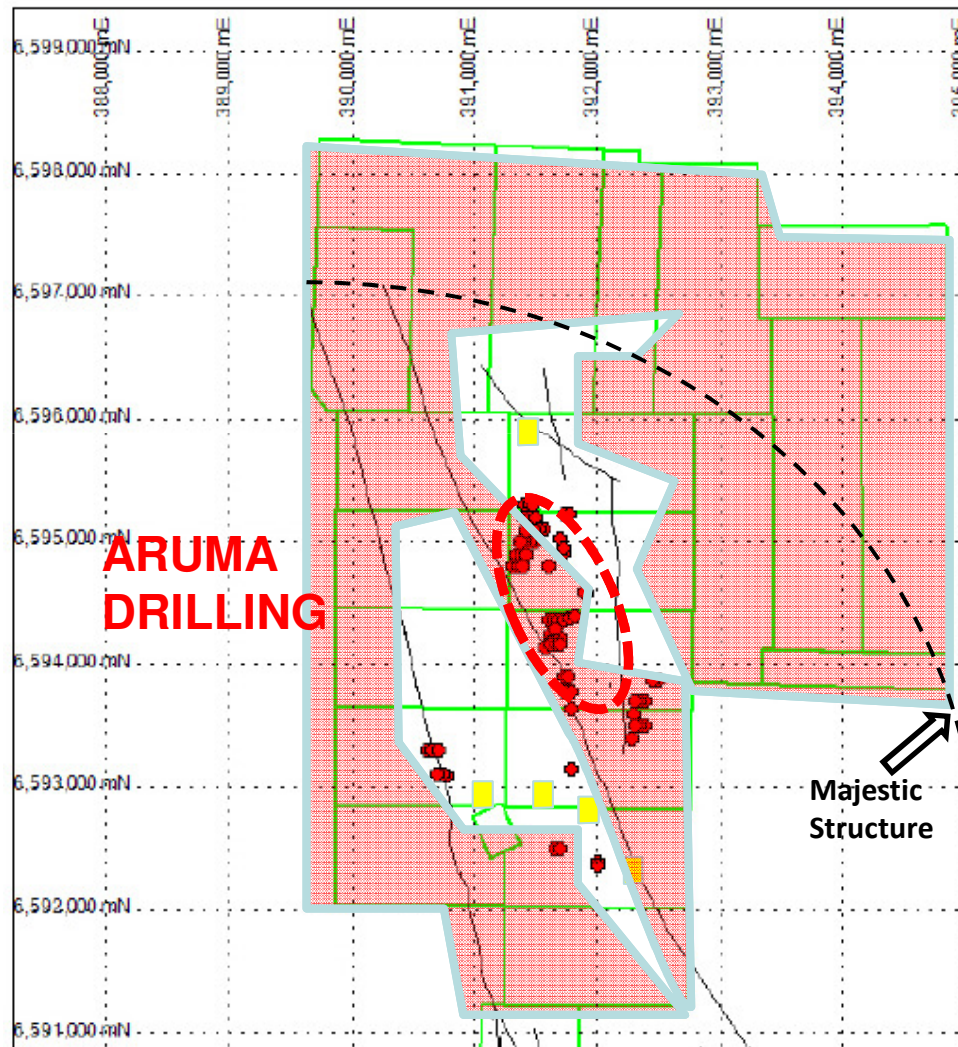 388,000 mE
389,000 mE
390,000 mE
391,000 mE
392,000 mE
393,000 mE
394,000 mE
6,599,000 mN
6,598,000 mN
6,597,000 mN
6,596,000 mN
6,595,000 mN
ARUMA
DRILLING
6,594,000 mN
6,593,000 mN
Majestic
Structure
6,592,000 mN
6,591,000 mN